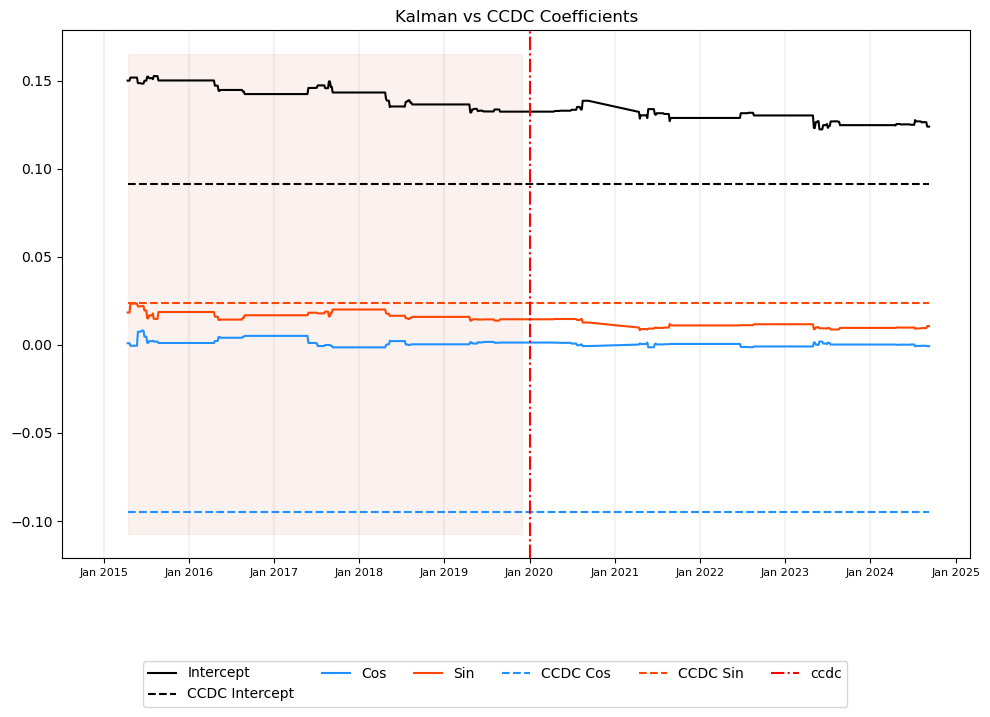 Kalman vs CCDC Coefficients
0.15
0.10
0.05
0.00
−0.05
−0.10
Jan 2015 Jan 2016 Jan 2017 Jan 2018 Jan 2019 Jan 2020 Jan 2021 Jan 2022 Jan 2023 Jan 2024 Jan 2025
Intercept Cos Sin CCDC Cos CCDC Sin ccdc
CCDC Intercept